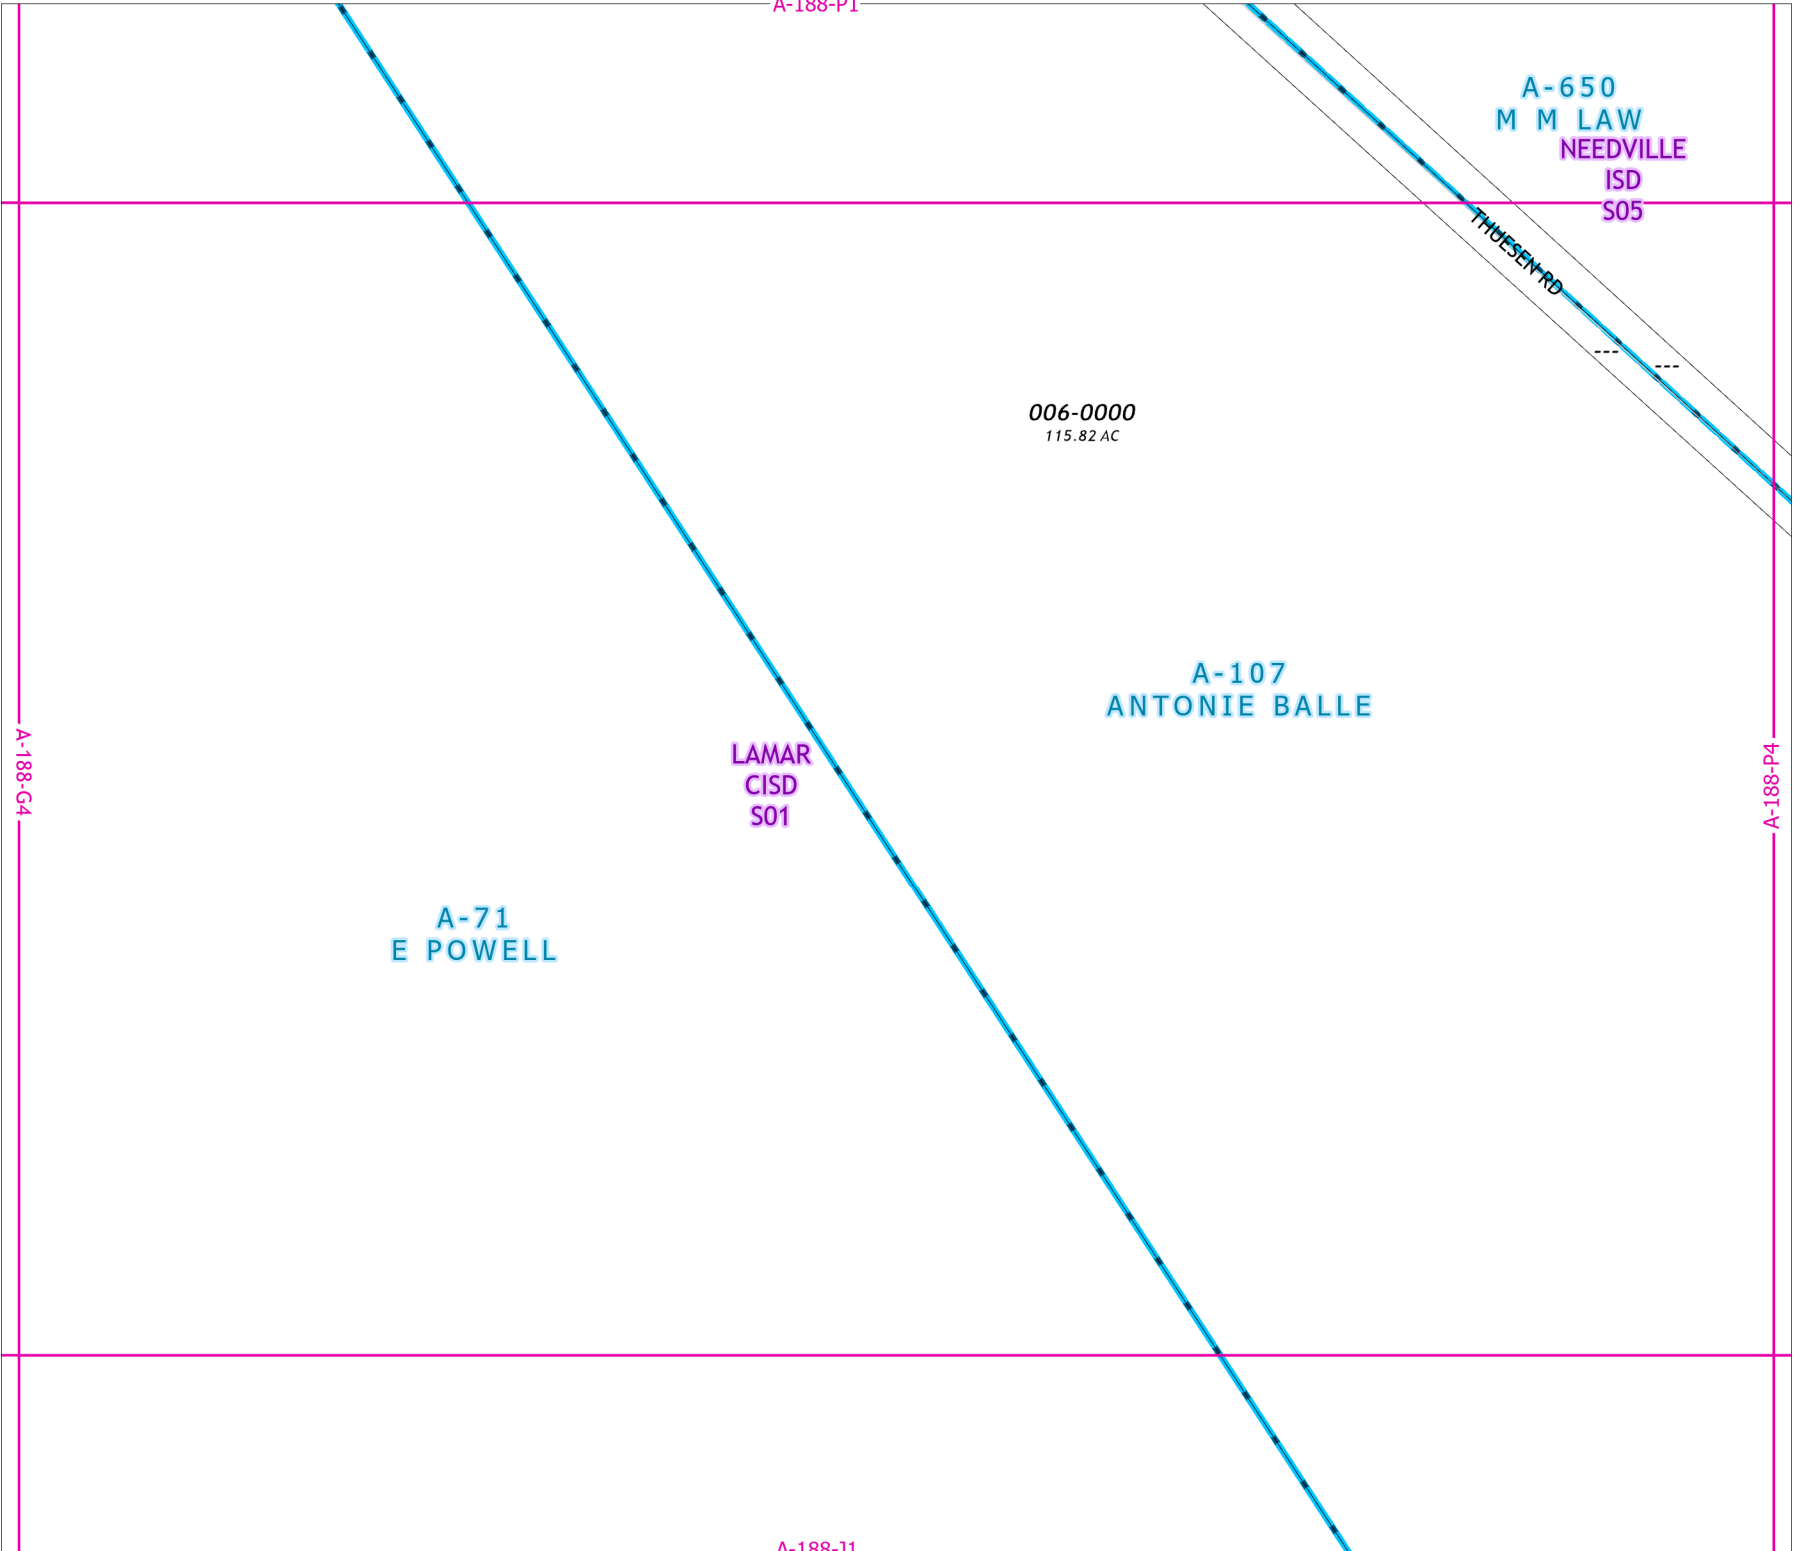 A-188-P1
A-650
M M LAW
NEEDVILLE
ISD
S05
THUESEN RD
---
---
006-0000
115.82 AC
A-107
ANTONIE BALLE
LAMAR
CISD
S01
A-188-G4
A-188-P4
A-71
E POWELL
A-188-J1